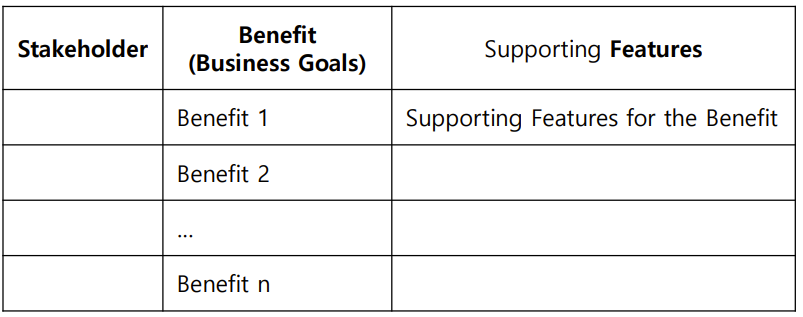 Stakeholder
Benefit
(Business Goals)
Supporting Features
Benefit 1
Supporting Features for the Benefit
Benefit 2
...
Benefit n